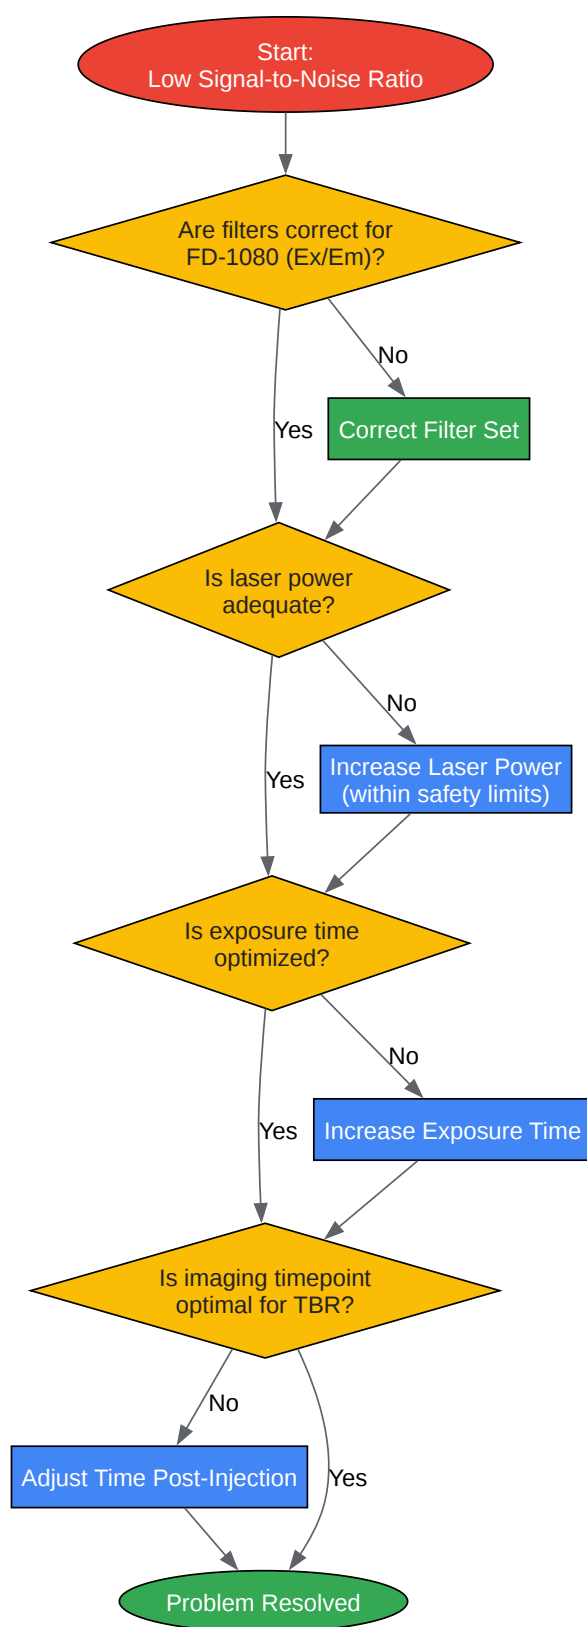 Start:
Low Signal-to-Noise Ratio
Are filters correct for
FD-1080 (Ex/Em)?
No
Yes
Correct Filter Set
Is laser power
adequate?
No
Yes
Increase Laser Power
(within safety limits)
Is exposure time
optimized?
No
Yes
Increase Exposure Time
Is imaging timepoint
optimal for TBR?
No
Yes
Adjust Time Post-Injection
Problem Resolved